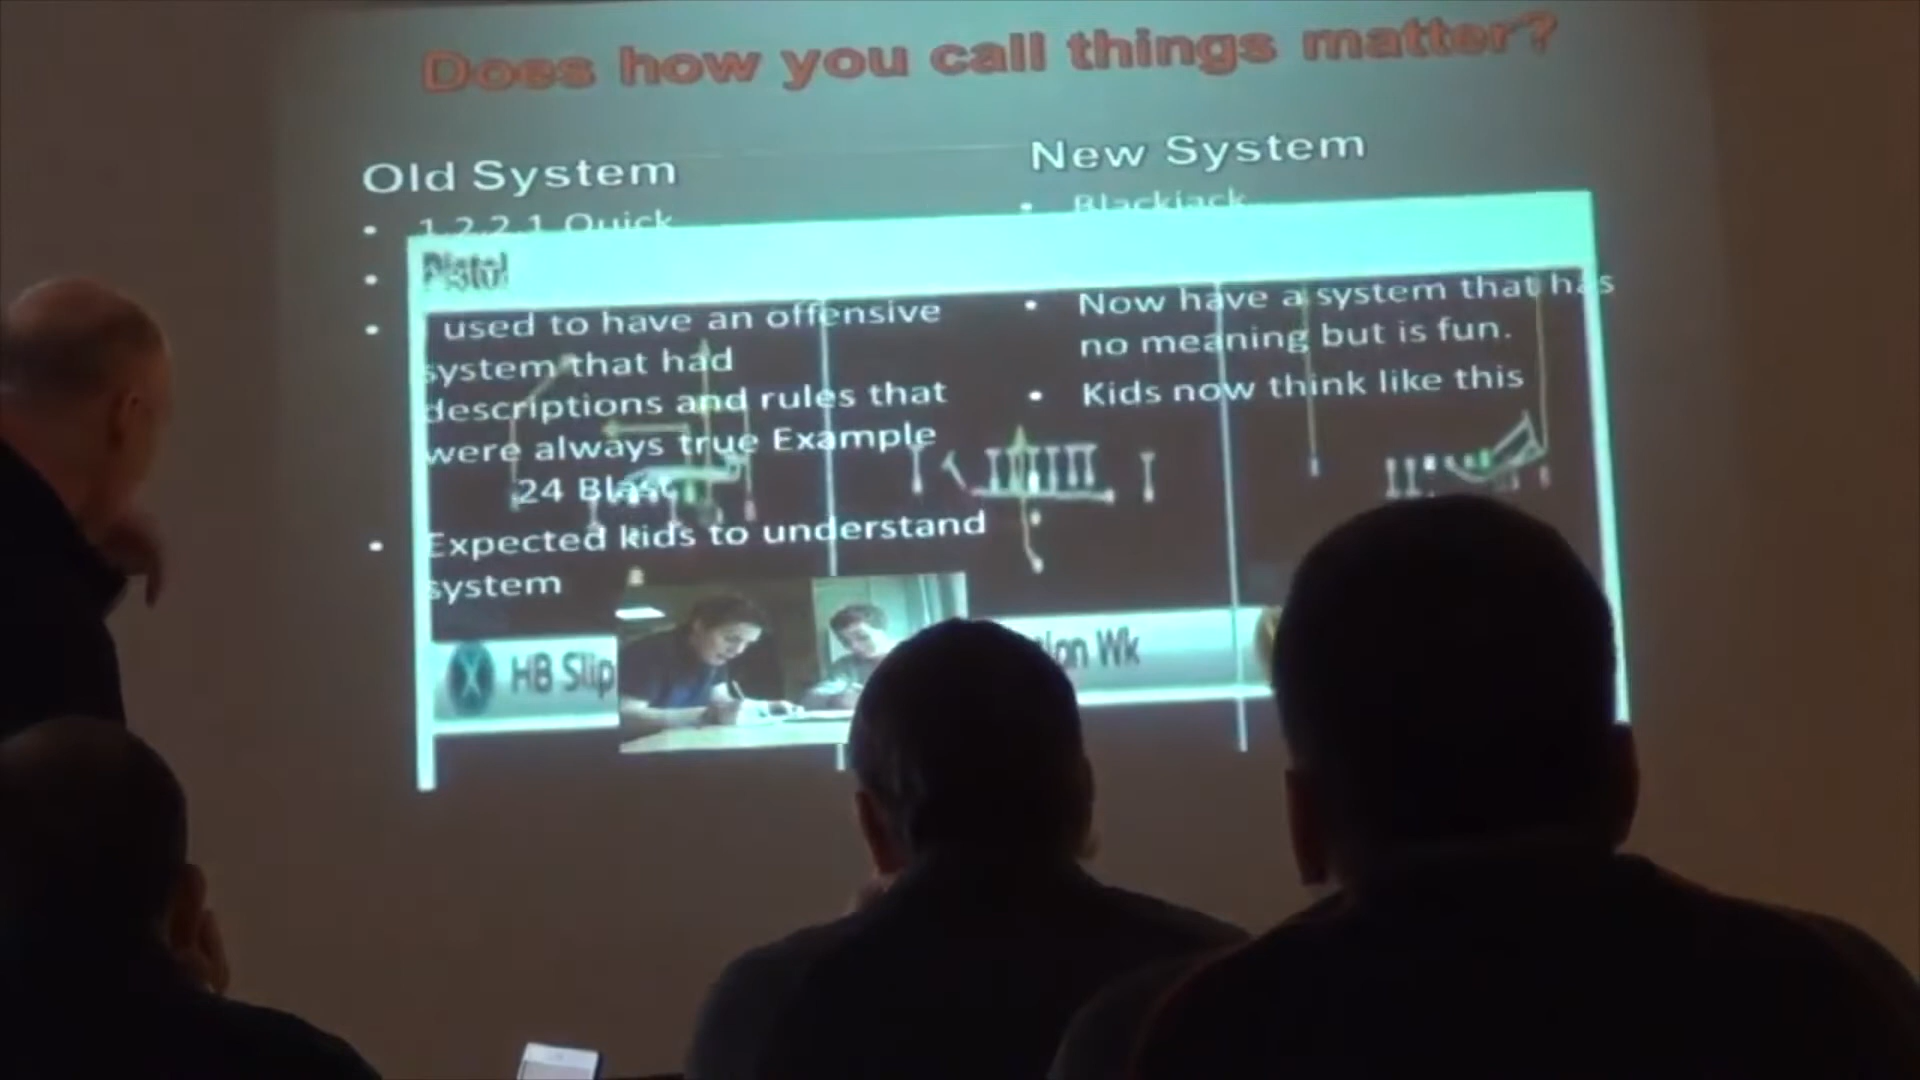 Does how you call things matter?
Old System
1,2,2,1 Quick
Pistol
used to have an offensive
system that had
descriptions and rules that
were always true Example
24 Blast
Expected kids to understand
system
New System
Blackjack
Now have a system that has
no meaning but is fun.
Kids now think like this
HB Slip
Wk